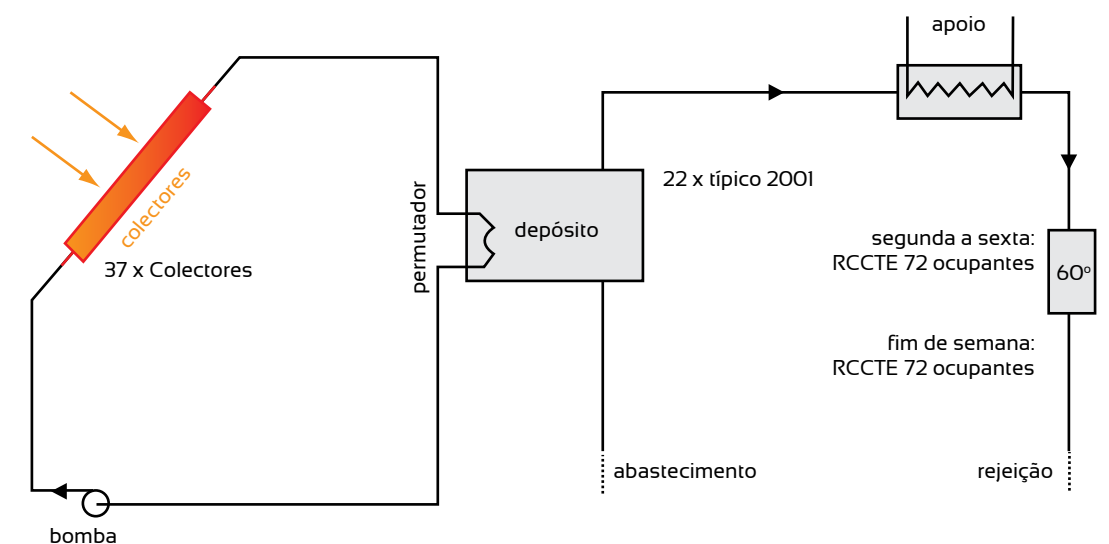 apoio
colectores
37 x Colectores
permutador
depósito
22 x típico 2001
segunda a sexta:
RCCTE 72 ocupantes
60º
fim de semana:
RCCTE 72 ocupantes
abastecimento
rejeição
bomba